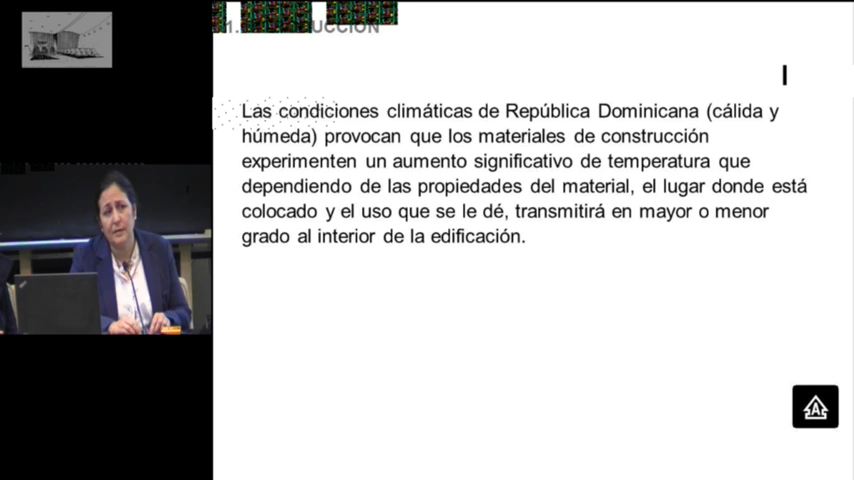 Las condiciones climáticas de República Dominicana (cálida y
húmeda) provocan que los materiales de construcción
experimenten un aumento significativo de temperatura que
dependiendo de las propiedades del material, el lugar donde está
colocado y el uso que se le dé, transmitirá en mayor o menor
grado al interior de la edificación.